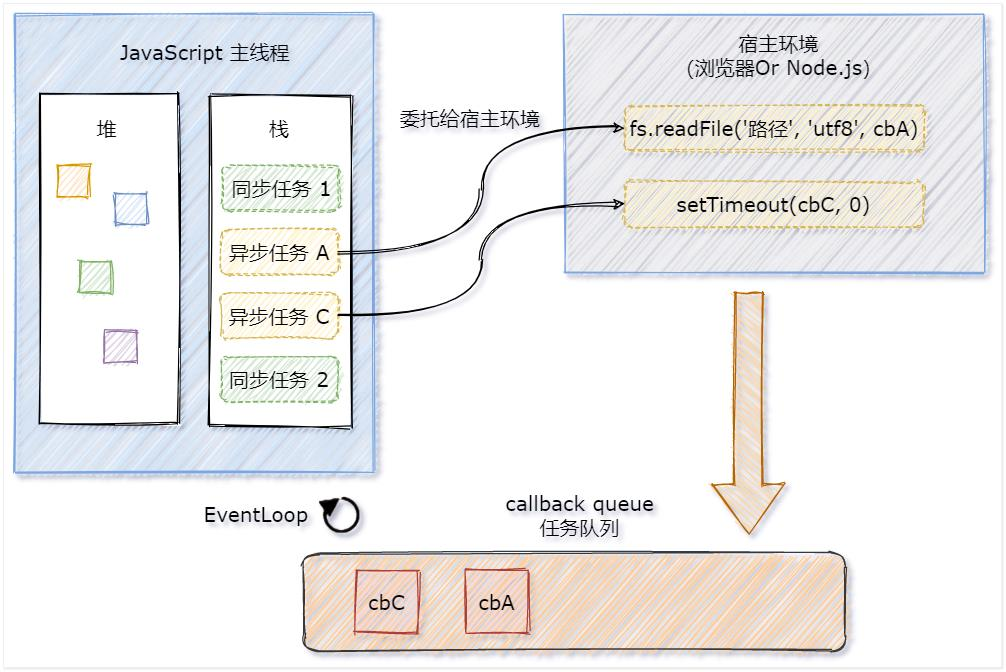 JavaScript 主线程
堆
栈
同步任务 1
异步任务 A
异步任务 C
同步任务 2
委托给宿主环境
宿主环境
(浏览器Or Node.js)
fs.readFile('路径', 'utf8', cbA)
setTimeout(cbC, 0)
EventLoop
callback queue
任务队列
cbC
cbA